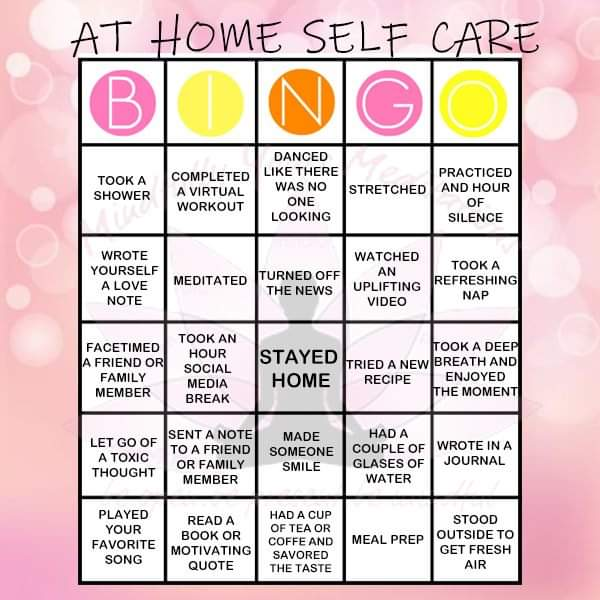 AT HOME SELF CARE
B I N G O
TOOK A
SHOWER
COMPLETED
A VIRTUAL
WORKOUT
DANCED
LIKE THERE
WAS NO
ONE
LOOKING
STRETCHED
PRACTICED
AND HOUR
OF
SILENCE
WROTE
YOURSELF
A LOVE
NOTE
MEDITATED
TURNED OFF
THE NEWS
WATCHED
AN
UPLIFTING
VIDEO
TOOK A
REFRESHING
NAP
FACETIMED
A FRIEND OR
FAMILY
MEMBER
TOOK AN
HOUR
SOCIAL
MEDIA
BREAK
STAYED
HOME
TRIED A NEW
RECIPE
TOOK A DEEP
BREATH AND
ENJOYED
THE MOMENT
LET GO OF
A TOXIC
THOUGHT
SENT A NOTE
TO A FRIEND
OR FAMILY
MEMBER
MADE
SOMEONE
SMILE
HAD A
COUPLE OF
GLASES OF
WATER
WROTE IN A
JOURNAL
PLAYED
YOUR
FAVORITE
SONG
READ A
BOOK OR
MOTIVATING
QUOTE
HAD A CUP
OF TEA OR
COFFE AND
SAVORED
THE TASTE
MEAL PREP
STOOD
OUTSIDE TO
GET FRESH
AIR